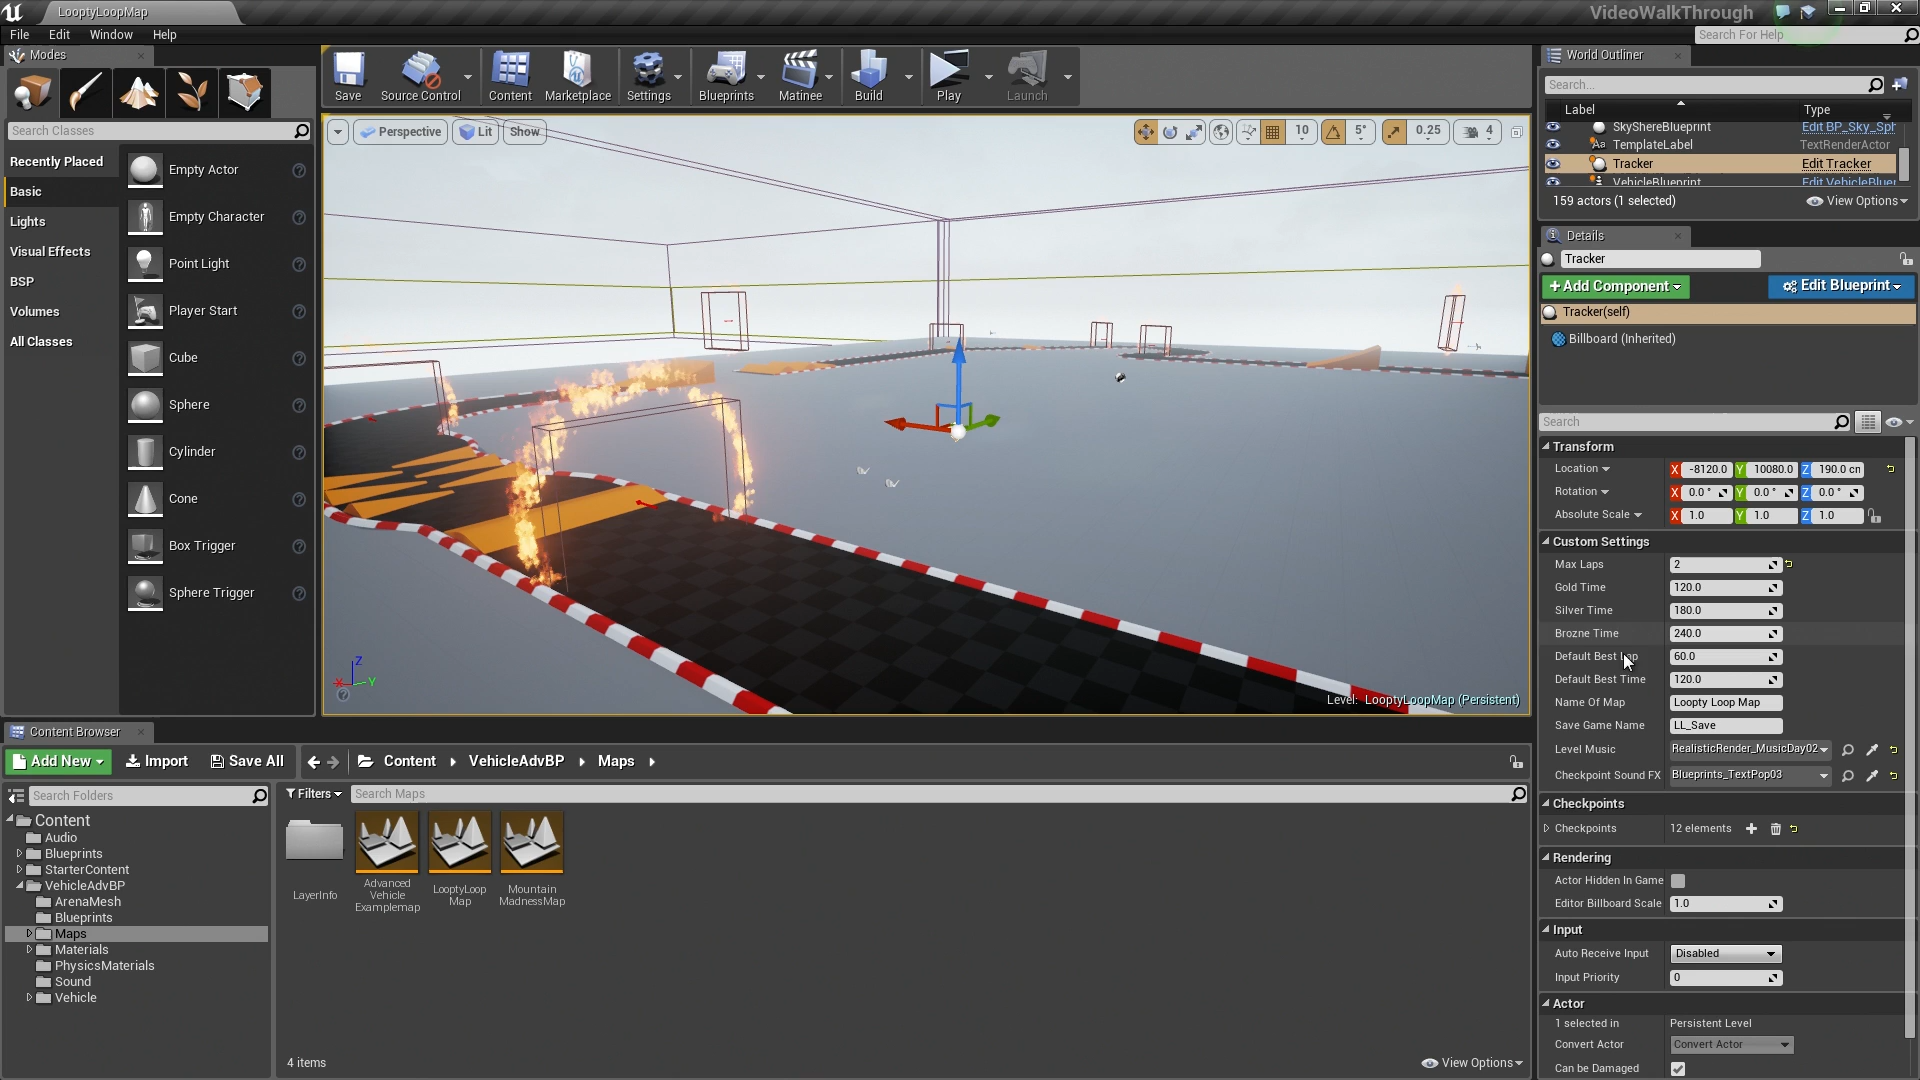 LooptyLoopMap
VideoWalkThrough
File Edit Window Help
Search For Help
Modes
Search Classes
Recently Placed
Basic
Lights
Visual Effects
BSP
Volumes
All Classes
Empty Actor
Empty Character
Point Light
Player Start
Cube
Sphere
Cylinder
Cone
Box Trigger
Sphere Trigger
Save Source Control Content Marketplace Settings Blueprints Matinee Build Play Launch
Perspective Lit Show
10 5° 0.25 4
Z
X Y
Level: LooptyLoopMap (Persistent)
World Outliner
Search...
Label Type
SkyShereBlueprint Edit BP_Sky_Sph
TemplateLabel TextRenderActor
Tracker Edit Tracker
VehicleBlueprint Edit VehicleBluep
159 actors (1 selected) View Options
Details
Tracker
+Add Component Edit Blueprint
Tracker(self)
Billboard (Inherited)
Search
Transform
Location X -8120.0 Y 10080.0 Z 190.0 cm
Rotation X 0.0 ° Y 0.0 ° Z 0.0 °
Absolute Scale X 1.0 Y 1.0 Z 1.0
Custom Settings
Max Laps 2
Gold Time 120.0
Silver Time 180.0
Brozne Time 240.0
Default Best Lap 60.0
Default Best Time 120.0
Name Of Map Loopty Loop Map
Save Game Name LL_Save
Level Music RealisticRender_MusicDay02
Checkpoint Sound FX Blueprints_TextPop03
Checkpoints
Checkpoints 12 elements
Rendering
Actor Hidden In Game
Editor Billboard Scale 1.0
Input
Auto Receive Input Disabled
Input Priority 0
Actor
1 selected in Persistent Level
Convert Actor Convert Actor
Can be Damaged
Content Browser
Add New Import Save All Content VehicleAdvBP Maps
Search Folders
Content
Audio
Blueprints
StarterContent
VehicleAdvBP
ArenaMesh
Blueprints
Maps
Materials
PhysicsMaterials
Sound
Vehicle
Filters Search Maps
LayerInfo
Advanced
Vehicle
Examplemap
LooptyLoop
Map
Mountain
MadnessMap
4 items View Options